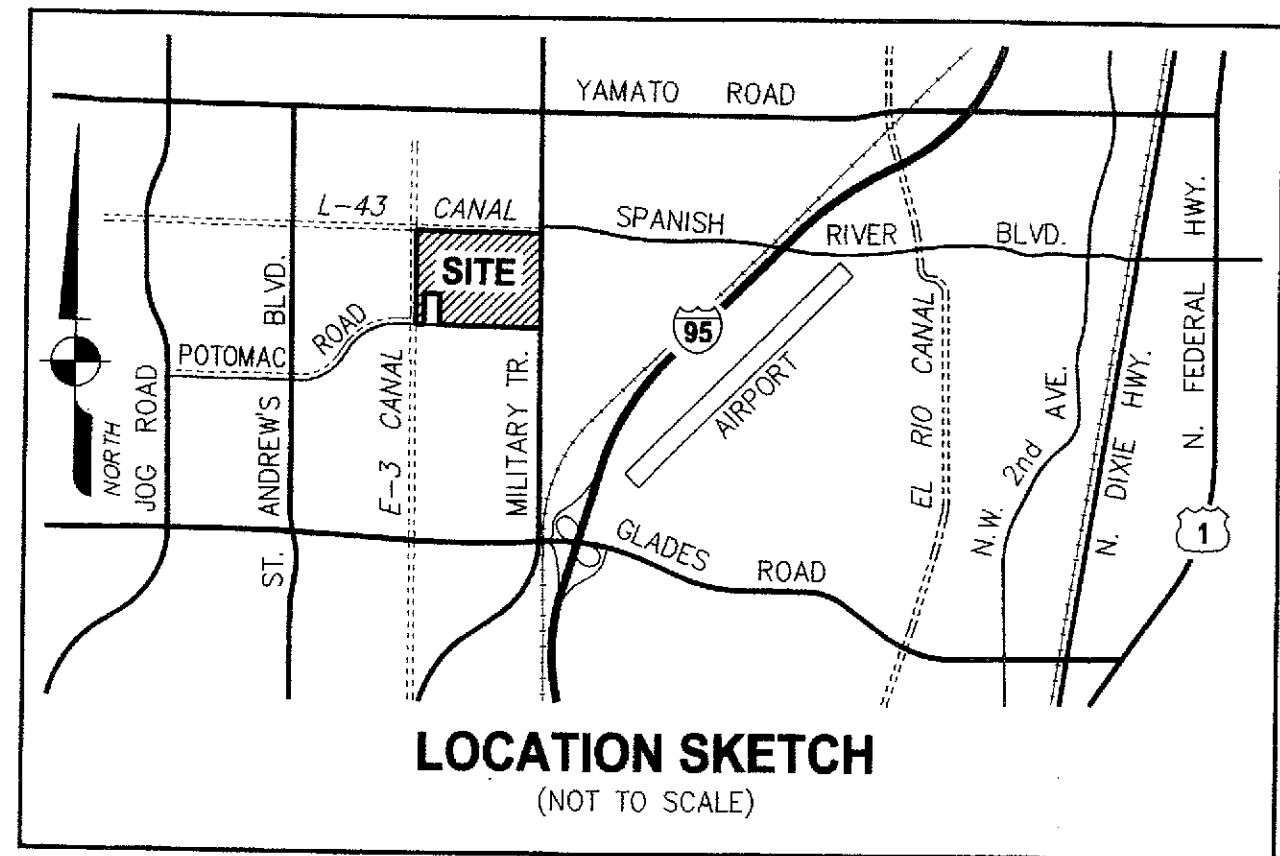 YAMATO ROAD
L-43 CANAL
SPANISH RIVER BLVD.
SITE
ST. ANDREW'S BLVD.
POTOMAC ROAD
NORTH
JOG ROAD
E-3 CANAL
MILITARY TR.
95
AIRPORT
EL RIO CANAL
N.W. 2nd AVE.
N. DIXIE HWY.
N. FEDERAL HWY.
1
GLADES ROAD
LOCATION SKETCH
(NOT TO SCALE)